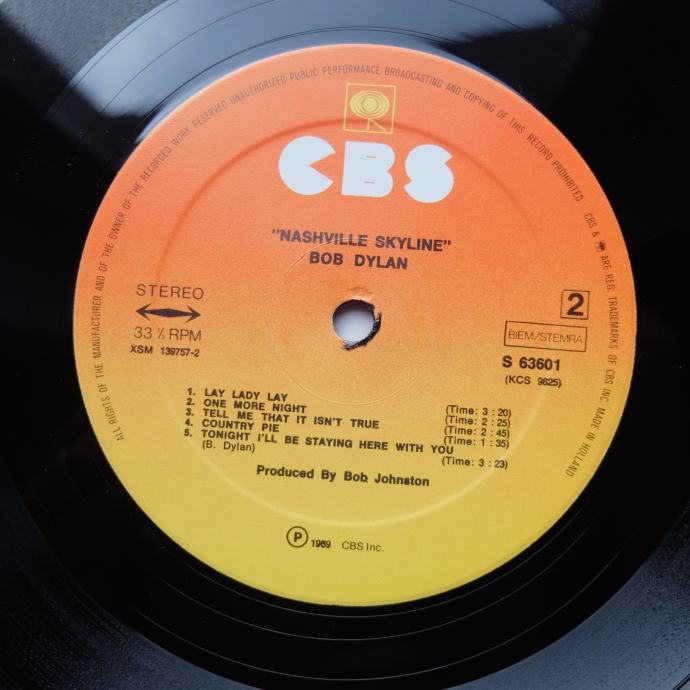 ALL RIGHTS OF THE MANUFACTURER AND OF THE OWNER OF THE RECORDED WORK RESERVED UNAUTHORIZED PUBLIC PERFORMANCE BROADCASTING AND COPYING OF THIS RECORD PROHIBITED CBS & ARE REG. TRADEMARKS OF CBS INC. MADE IN HOLLAND
CBS
"NASHVILLE SKYLINE"
BOB DYLAN
STEREO
33 ⅓ RPM
XSM 139757-2
2
BIEM/STEMRA
S 63601
(KCS 9825)
1. LAY LADY LAY (Time: 3 : 20)
2. ONE MORE NIGHT (Time: 2 : 25)
3. TELL ME THAT IT ISN'T TRUE (Time: 2 : 45)
4. COUNTRY PIE (Time: 1 : 35)
5. TONIGHT I'LL BE STAYING HERE WITH YOU
(B. Dylan) (Time: 3 : 23)
Produced By Bob Johnston
Ⓟ 1969 CBS Inc.